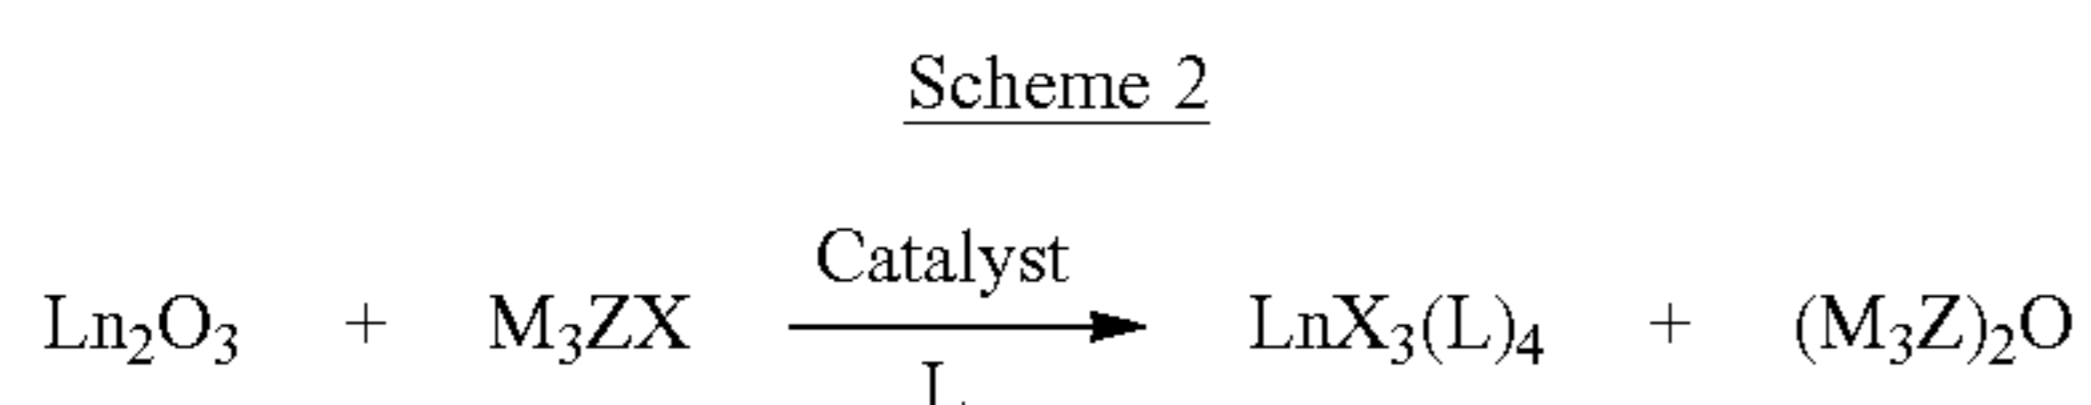 Scheme 2
Catalyst
Ln₂O₃ + M₃ZX → LnX₃(L)₄ + (M₃Z)₂O
L